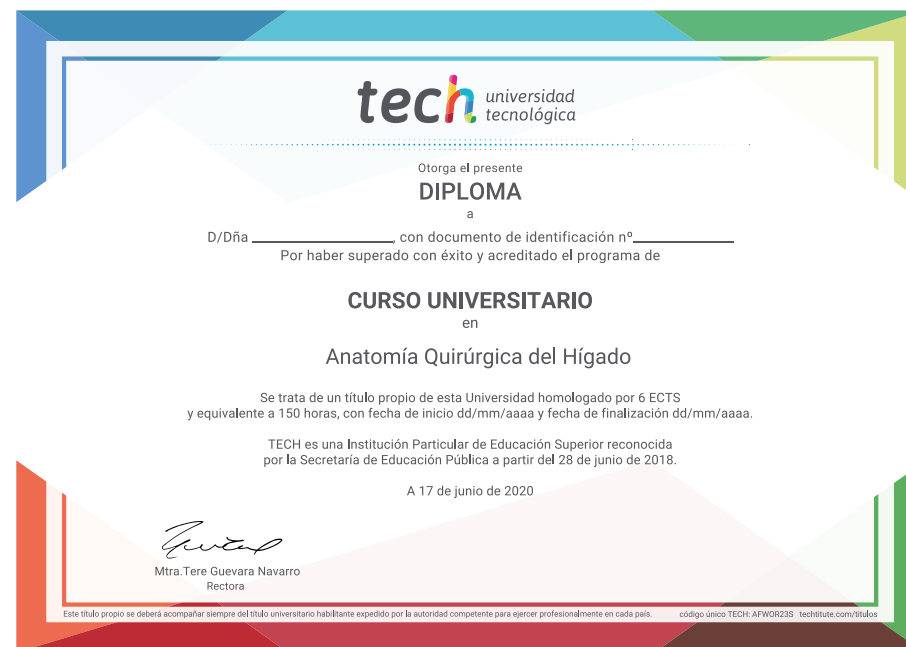 tech universidad
tecnológica
Otorga el presente
DIPLOMA
a
D/Dña ____________________, con documento de identificación nº______________
Por haber superado con éxito y acreditado el programa de
CURSO UNIVERSITARIO
en
Anatomía Quirúrgica del Hígado
Se trata de un título propio de esta Universidad homologado por 6 ECTS
y equivalente a 150 horas, con fecha de inicio dd/mm/aaaa y fecha de finalización dd/mm/aaaa.
TECH es una Institución Particular de Educación Superior reconocida
por la Secretaría de Educación Pública a partir del 28 de junio de 2018.
A 17 de junio de 2020
Mtra.Tere Guevara Navarro
Rectora
Este título propio se deberá acompañar siempre del título universitario habilitante expedido por la autoridad competente para ejercer profesionalmente en cada país. código único TECH: AFWOR23S techtitute.com/titulos